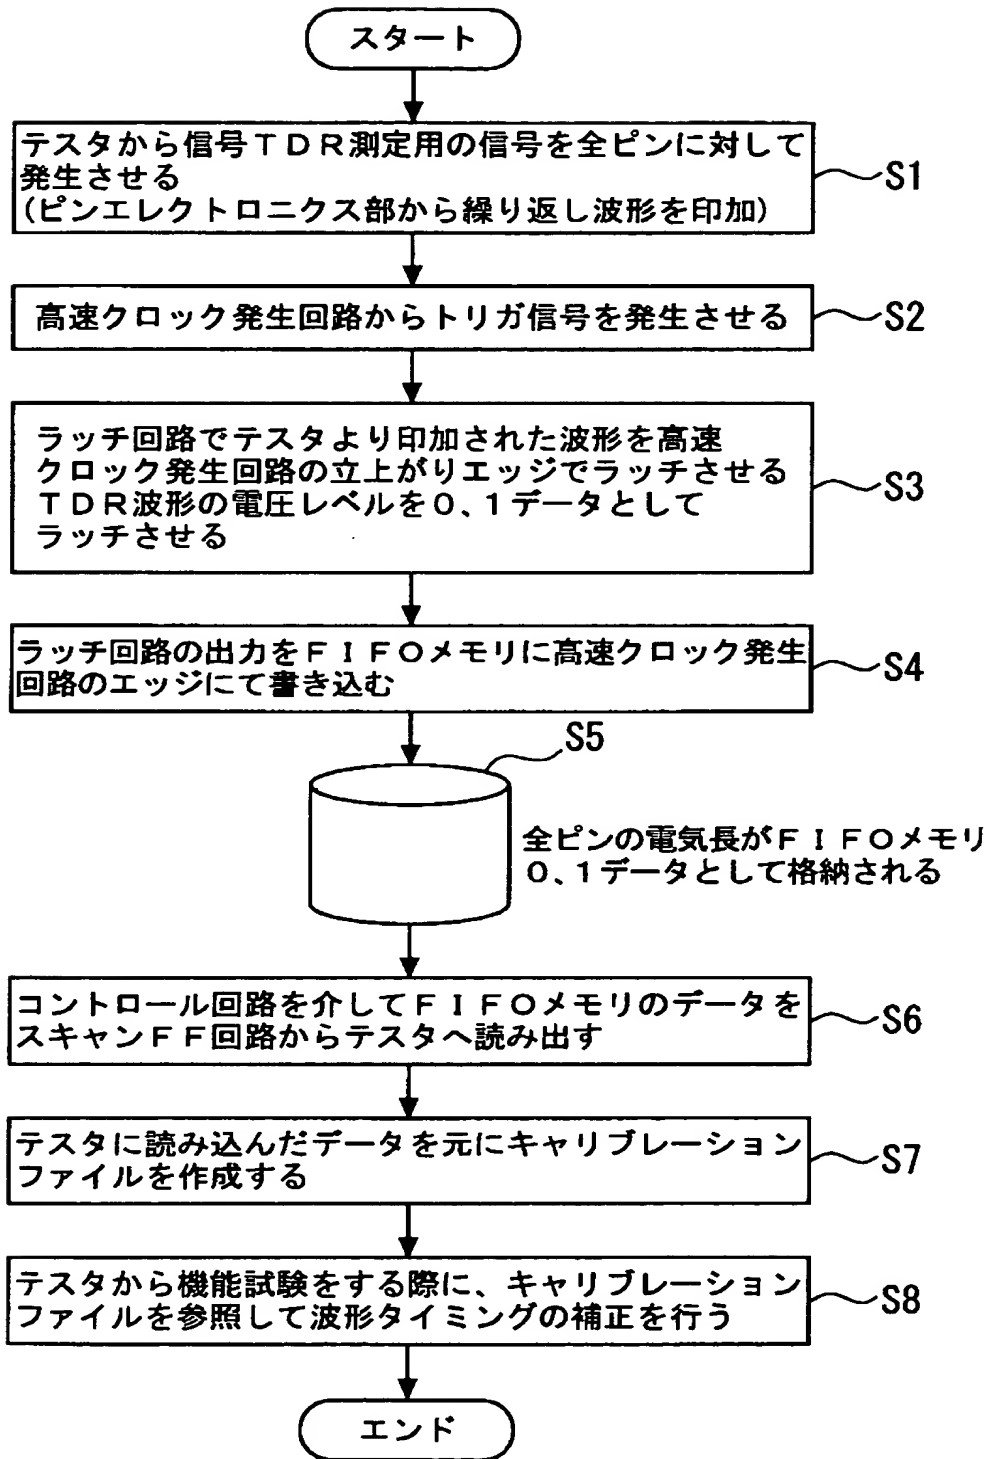 スタート
テスタから信号TDR測定用の信号を全ピンに対して
発生させる
(ピンエレクトロニクス部から繰り返し波形を印加)
S1
高速クロック発生回路からトリガ信号を発生させる
S2
ラッチ回路でテスタより印加された波形を高速
クロック発生回路の立上がりエッジでラッチさせる
TDR波形の電圧レベルを0、1データとして
ラッチさせる
S3
ラッチ回路の出力をFIFOメモリに高速クロック発生
回路のエッジにて書き込む
S4
S5
全ピンの電気長がFIFOメモリ
0、1データとして格納される
コントロール回路を介してFIFOメモリのデータを
スキャンFF回路からテスタへ読み出す
S6
テスタに読み込んだデータを元にキャリブレーション
ファイルを作成する
S7
テスタから機能試験をする際に、キャリブレーション
ファイルを参照して波形タイミングの補正を行う
S8
エンド